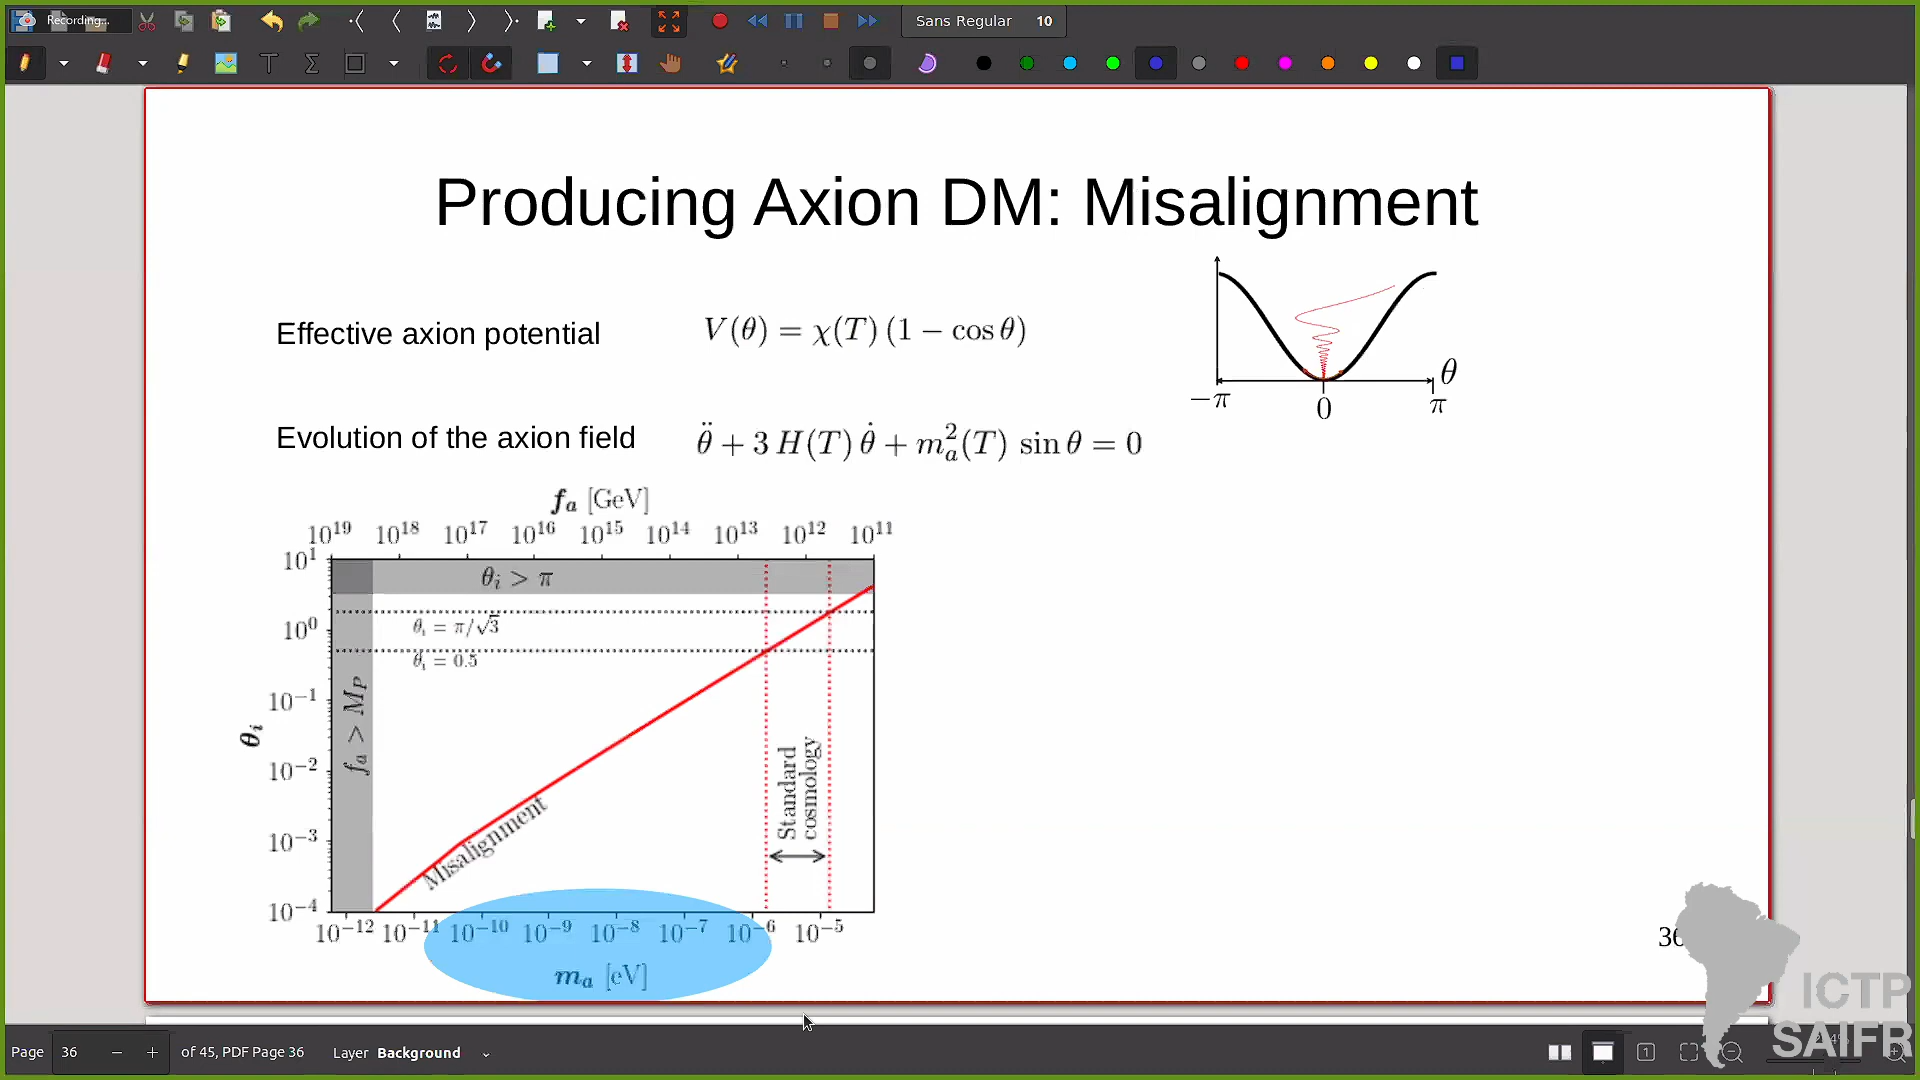 Recording...
Sans Regular 10
Producing Axion DM: Misalignment
Effective axion potential
V(θ) = χ(T) (1 − cos θ)
θ
−π
0
π
Evolution of the axion field
θ̈ + 3 H(T) θ̇ + m_a^2(T) sin θ = 0
f_a [GeV]
10^19 10^18 10^17 10^16 10^15 10^14 10^13 10^12 10^11
10^1
θ_i > π
θ_i = π/√3
10^0
θ_i = 0.5
10^−1
f_a > M_P
θ_i
10^−2
Standard
cosmology
10^−3
Misalignment
10^−4
10^−12 10^−11 10^−10 10^−9 10^−8 10^−7 10^−6 10^−5
m_a [eV]
ICTP
SAIFR
Page 36 − + of 45, PDF Page 36 Layer Background